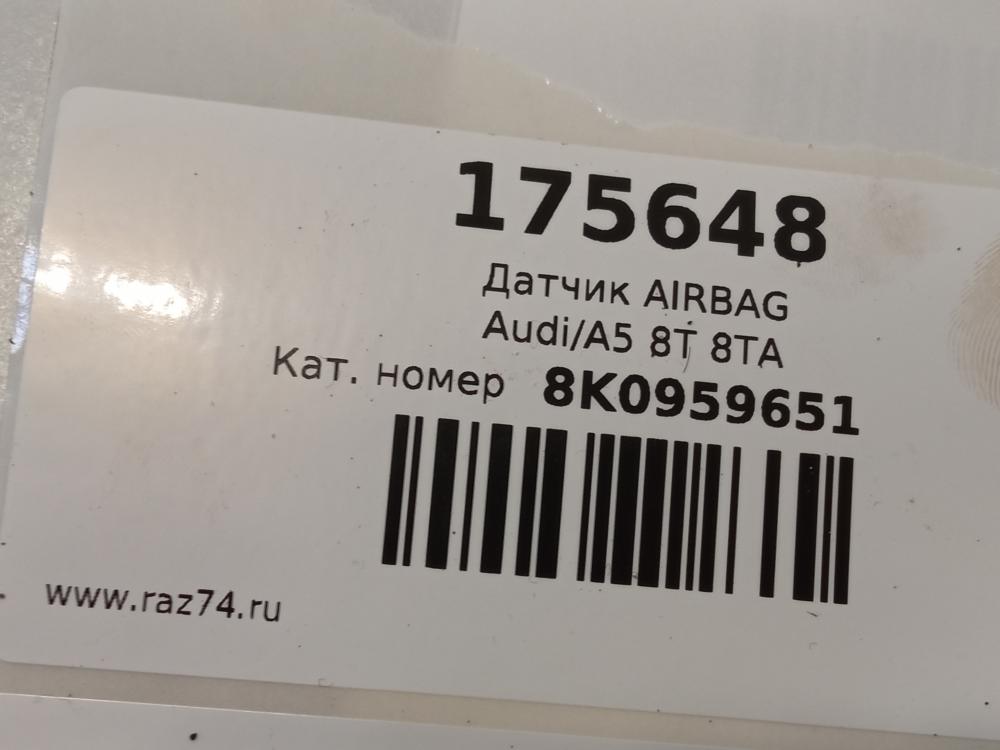 175648
Датчик AIRBAG
Audi/A5 8T 8TA
Кат. номер 8K0959651
www.raz74.ru